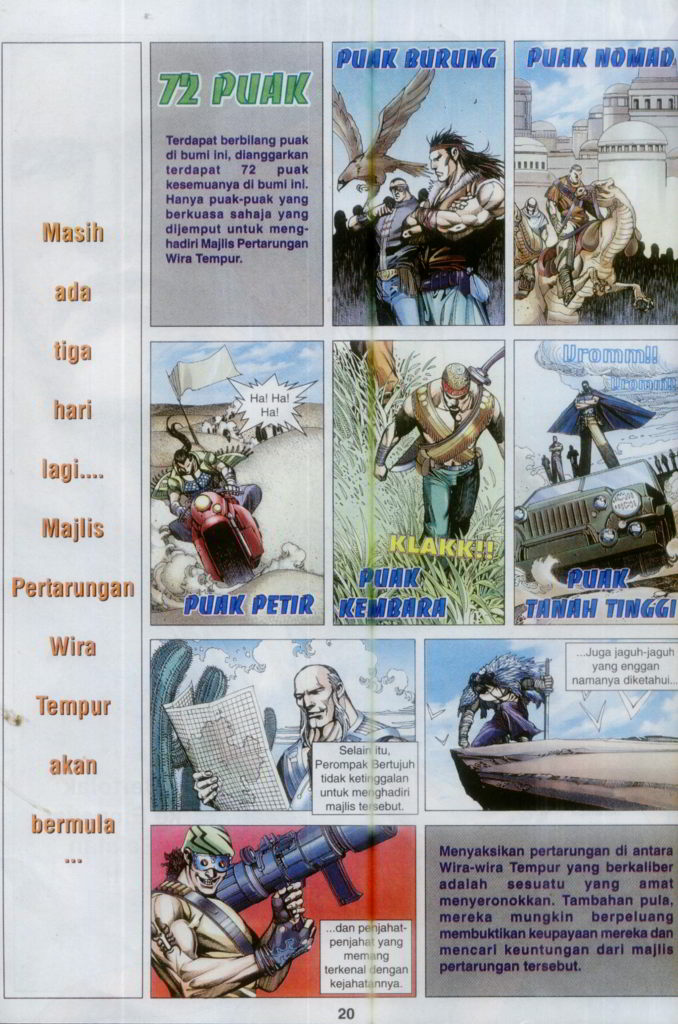 Masih
ada
tiga
hari
lagi....
Majlis
Pertarungan
Wira
Tempur
akan
bermula
...
72 PUAK
Terdapat berbilang puak
di bumi ini, dianggarkan
terdapat 72 puak
kesemuanya di bumi ini.
Hanya puak-puak yang
berkuasa sahaja yang
dijemput untuk meng-
hadiri Majlis Pertarungan
Wira Tempur.
PUAK BURUNG
PUAK NOMAD
Ha! Ha!
Ha!
PUAK PETIR
KLAKK!!
PUAK
KEMBARA
Vromm!!
Vromm!!
PUAK
TANAH TINGGI
Selain itu,
Perompak Bertujuh
tidak ketinggalan
untuk menghadiri
majlis tersebut.
...Juga jaguh-jaguh
yang enggan
namanya diketahui...
...dan penjahat-
penjahat yang
memang
terkenal dengan
kejahatannya.
Menyaksikan pertarungan di antara
Wira-wira Tempur yang berkaliber
adalah sesuatu yang amat
menyeronokkan. Tambahan pula,
mereka mungkin berpeluang
membuktikan keupayaan mereka dan
mencari keuntungan dari majlis
pertarungan tersebut.
20